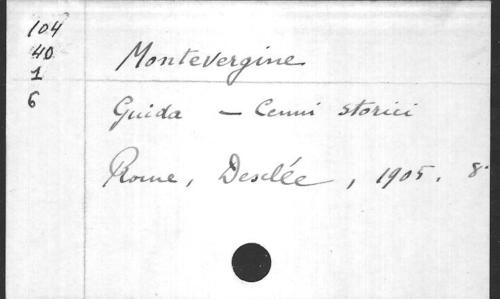 104
40
1
6
Montevergine
Guida — Cenni storici
Rome, Desclée, 1905. 8°